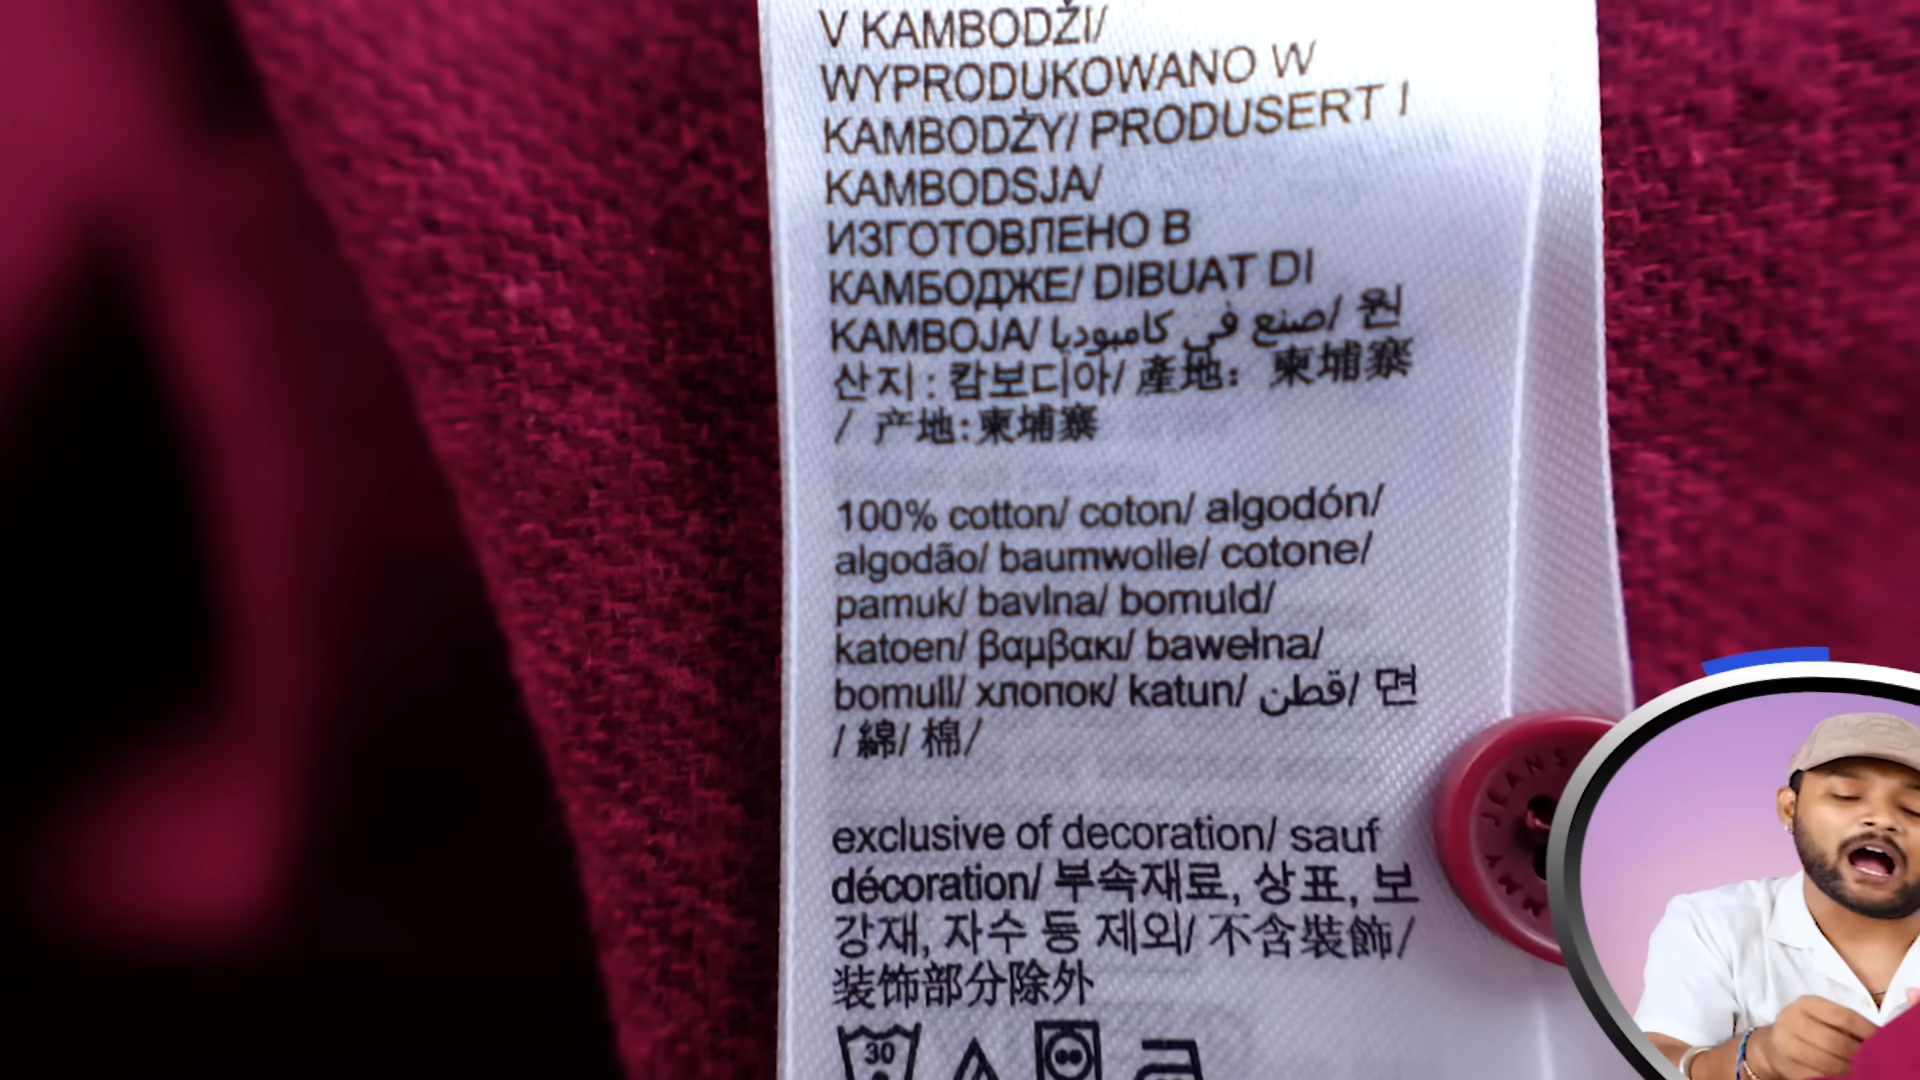 V KAMBODŽI/
WYPRODUKOWANO W
KAMBODŻY/ PRODUSERT I
KAMBODSJA/
ИЗГОТОВЛЕНО В
КАМБОДЖЕ/ DIBUAT DI
KAMBOJA/ صنع في كامبوديا/ 원
산지: 캄보디아/ 產地: 柬埔寨
/ 产地:柬埔寨
100% cotton/ coton/ algodón/
algodão/ baumwolle/ cotone/
pamuk/ bavlna/ bomuld/
katoen/ βαμβακι/ bawełna/
bomull/ хлопок/ katun/ قطن/ 면
/ 綿/ 棉/
exclusive of decoration/ sauf
décoration/ 부속재료, 상표, 보
강재, 자수 등 제외/ 不含裝飾/
装饰部分除外
30
JEANS